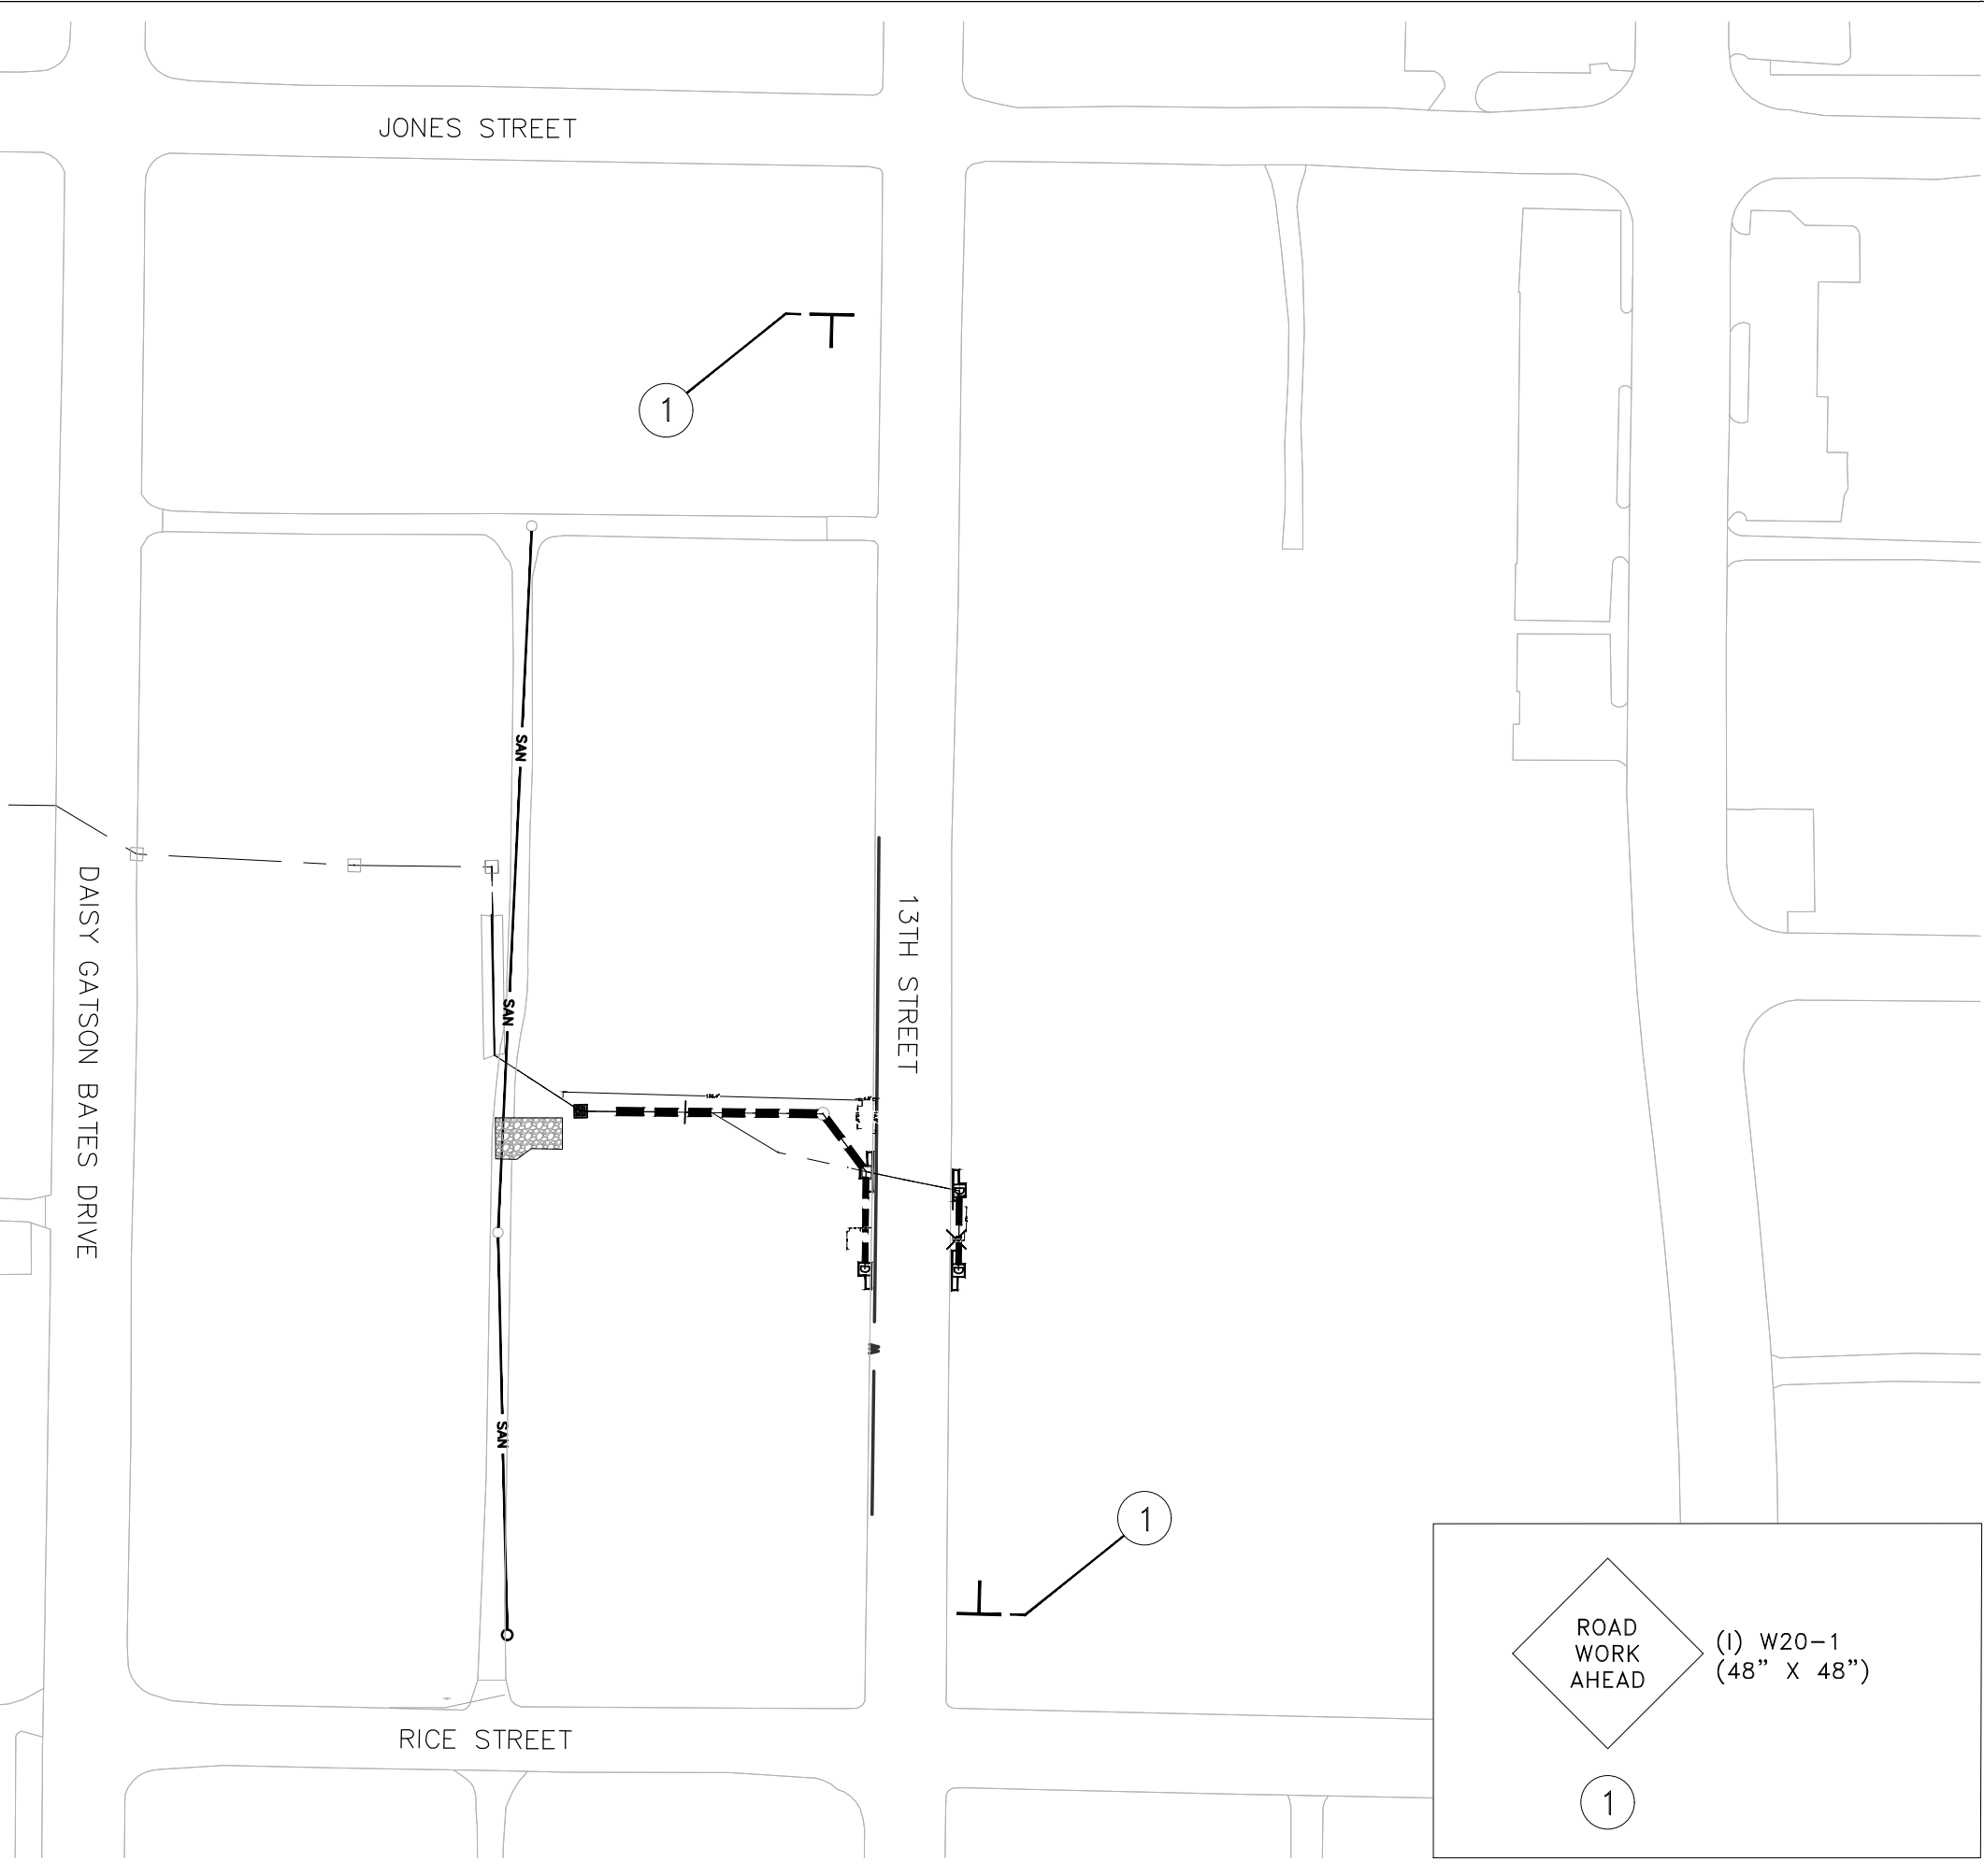 JONES STREET
1
SAN
DAISY GATSON BATES DRIVE
13TH STREET
SAN
W
SAN
1
RICE STREET
ROAD
WORK
AHEAD
(I) W20-1
(48" X 48")
1